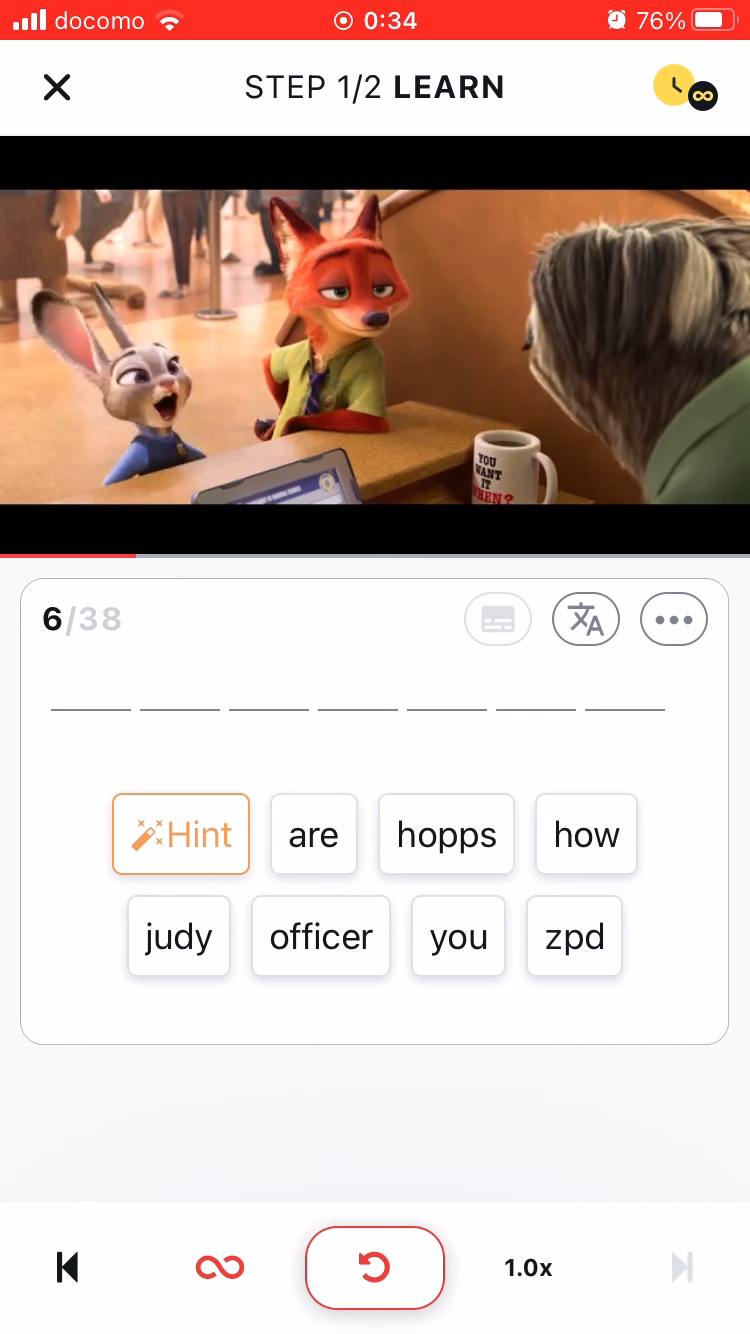 docomo 0:34 76%
STEP 1/2 LEARN
YOU
WANT
IT
WHEN?
6/38
Hint are hopps how
judy officer you zpd
1.0x